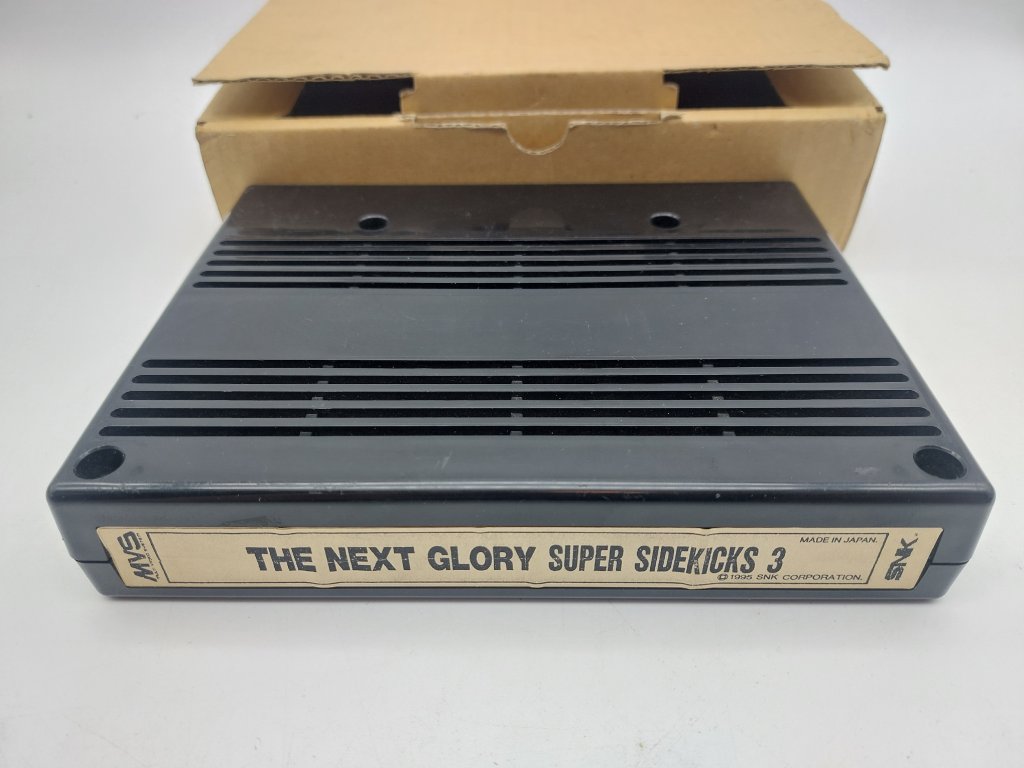 MVS
THE NEXT GLORY SUPER SIDEKICKS 3
MADE IN JAPAN.
©1995 SNK CORPORATION.
SNK